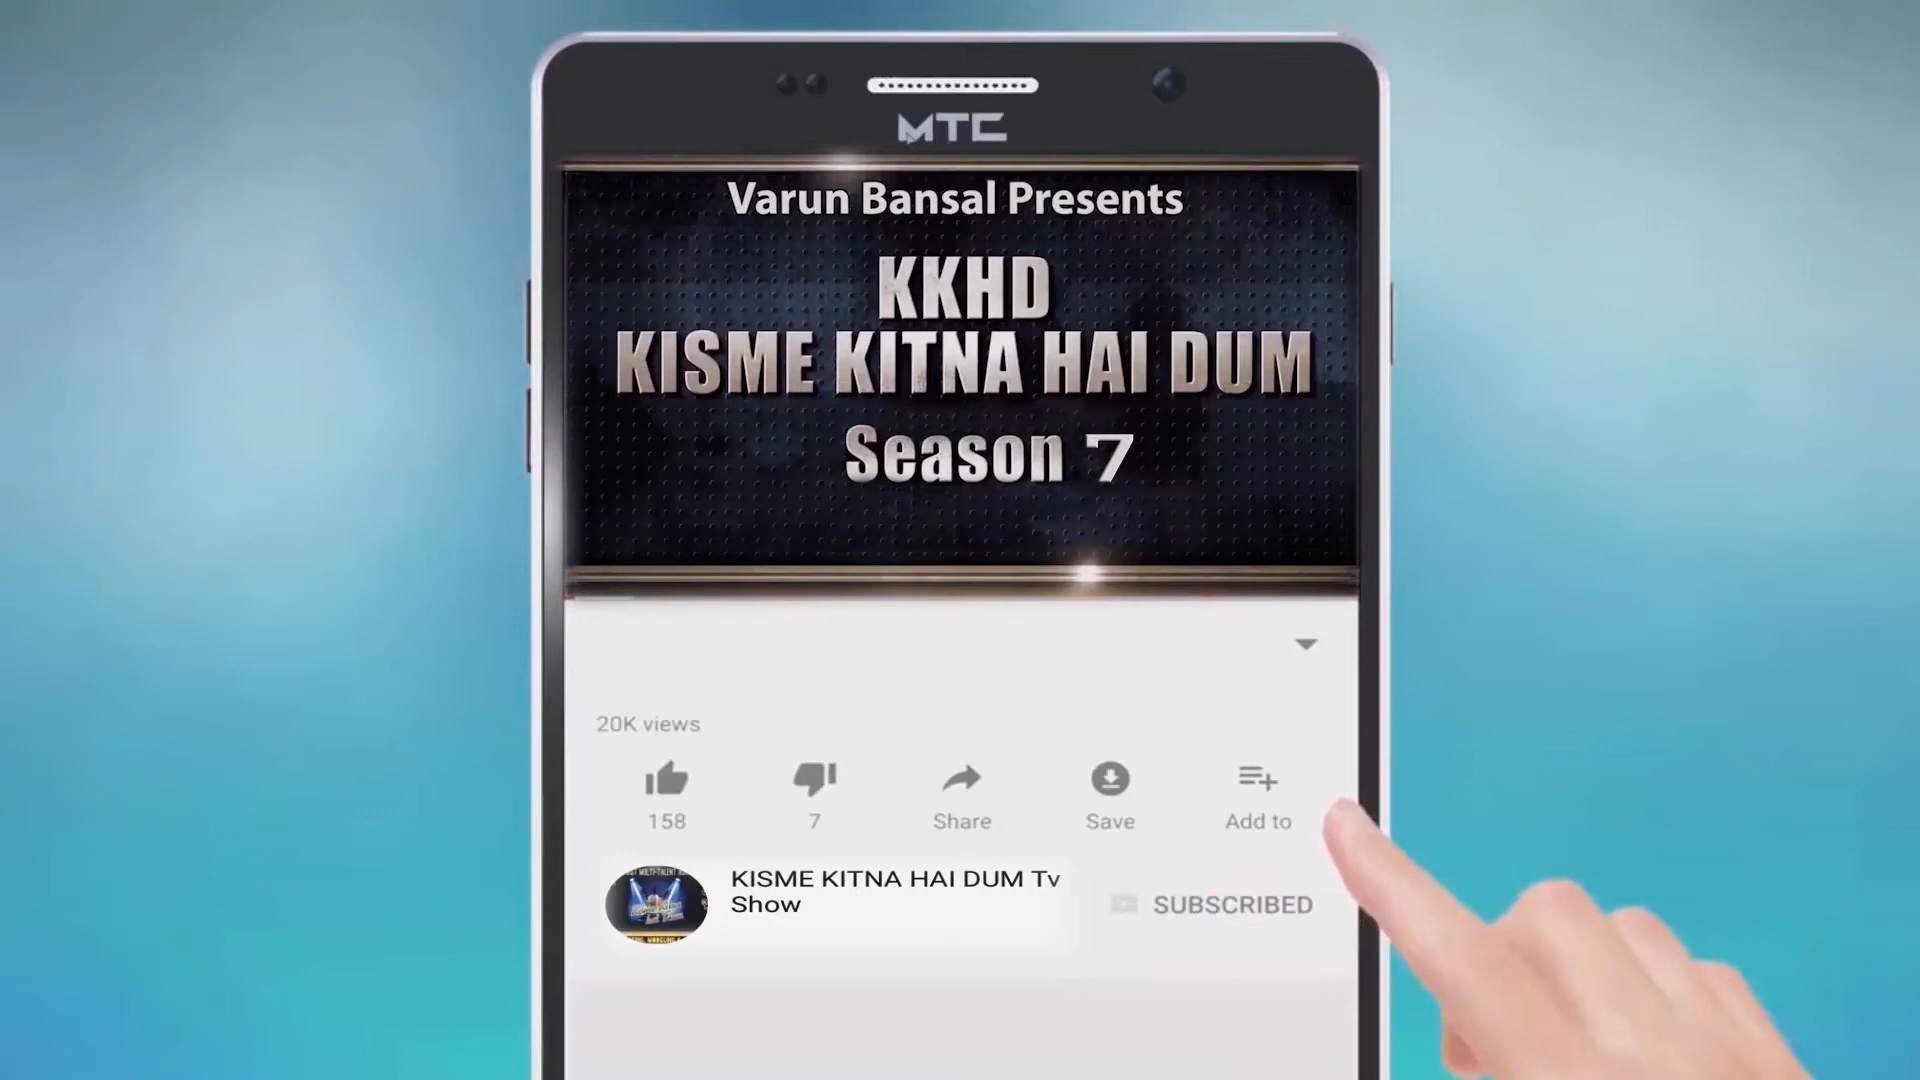 MTC
Varun Bansal Presents
KKHD
KISME KITNA HAI DUM
Season 7
20K views
158
7
Share
Save
Add to
KISME KITNA HAI DUM Tv
Show
SUBSCRIBED